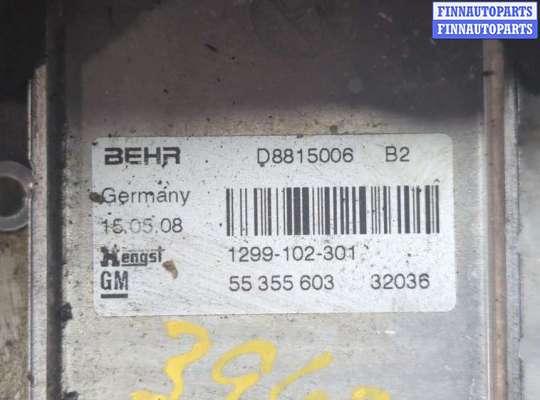 FINNAUTOPARTS
FINNAUTOPARTS
BEHR D8815006 B2
Germany
15.05.08
Hengst 1299-102-301
GM 55 355 603 32036